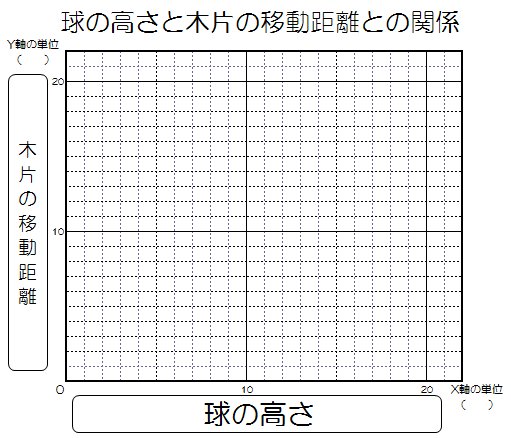 球の高さと木片の移動距離との関係
Y軸の単位
(　　)
20
木片の移動距離
10
O
10
20
X軸の単位
(　　)
球の高さ